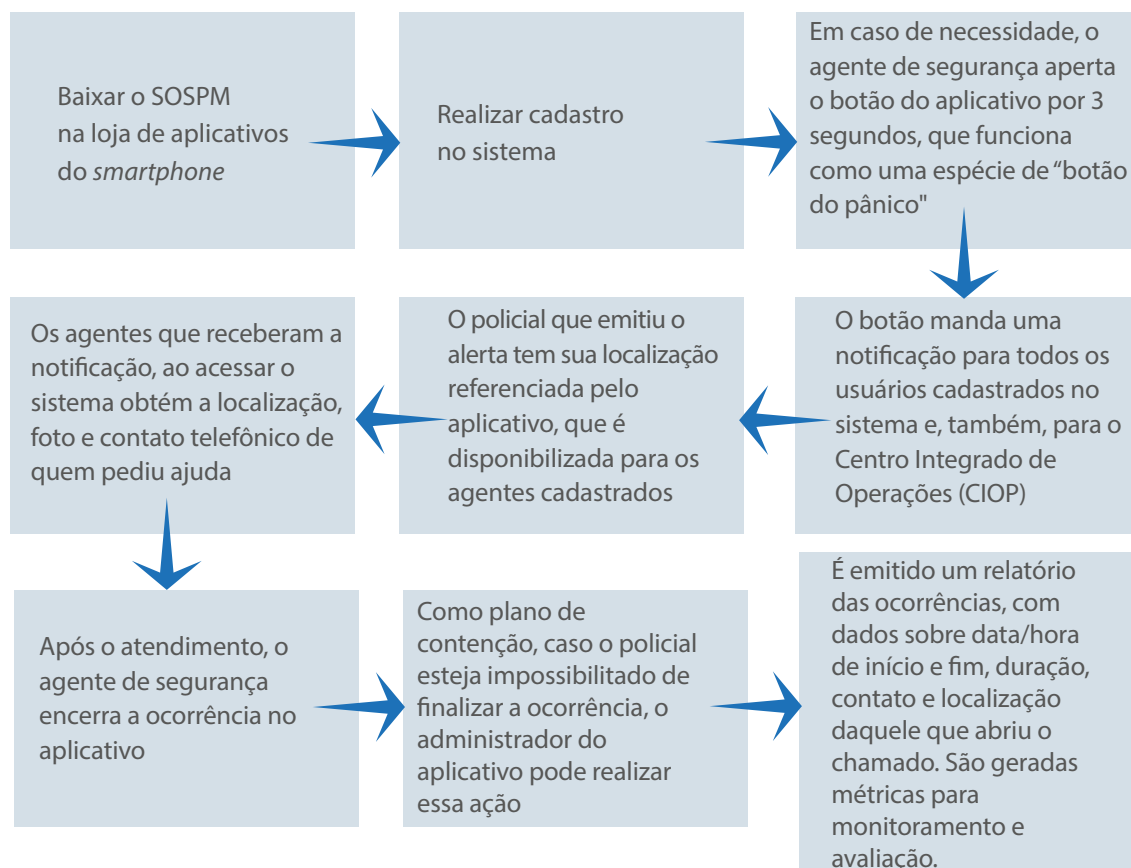 Baixar o SOSPM
na loja de aplicativos
do smartphone
Realizar cadastro
no sistema
Em caso de necessidade, o
agente de segurança aperta
o botão do aplicativo por 3
segundos, que funciona
como uma espécie de “botão
do pânico"
O botão manda uma
notificação para todos os
usuários cadastrados no
sistema e, também, para o
Centro Integrado de
Operações (CIOP)
O policial que emitiu o
alerta tem sua localização
referenciada pelo
aplicativo, que é
disponibilizada para os
agentes cadastrados
Os agentes que receberam a
notificação, ao acessar o
sistema obtém a localização,
foto e contato telefônico de
quem pediu ajuda
Após o atendimento, o
agente de segurança
encerra a ocorrência no
aplicativo
Como plano de
contenção, caso o policial
esteja impossibilitado de
finalizar a ocorrência, o
administrador do
aplicativo pode realizar
essa ação
É emitido um relatório
das ocorrências, com
dados sobre data/hora
de início e fim, duração,
contato e localização
daquele que abriu o
chamado. São geradas
métricas para
monitoramento e
avaliação.